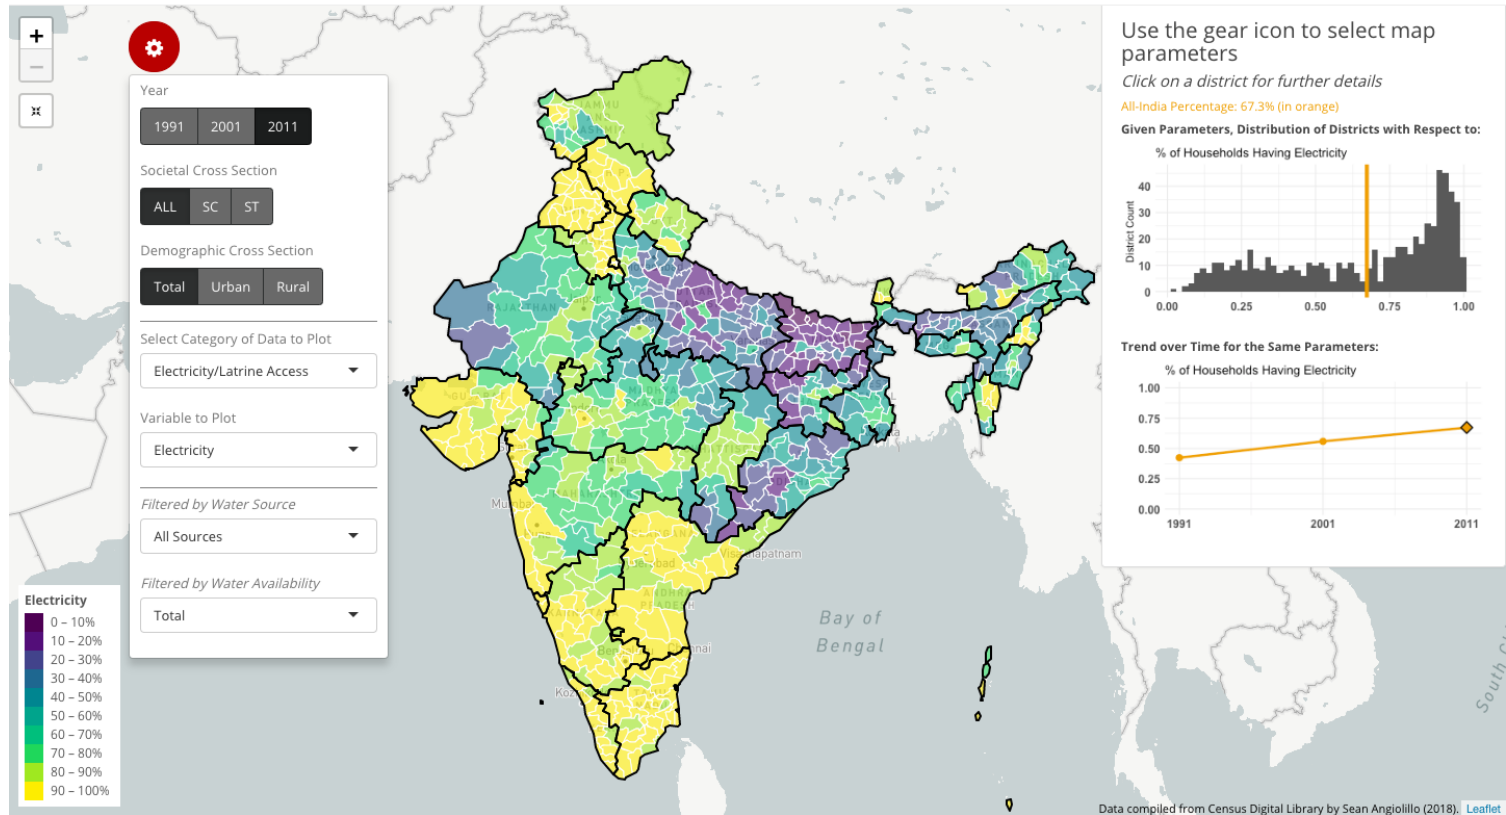 +
−
Year
1991 2001 2011
Societal Cross Section
ALL SC ST
Demographic Cross Section
Total Urban Rural
Select Category of Data to Plot
Electricity/Latrine Access
Variable to Plot
Electricity
Filtered by Water Source
All Sources
Filtered by Water Availability
Total
Electricity
0 – 10%
10 – 20%
20 – 30%
30 – 40%
40 – 50%
50 – 60%
60 – 70%
70 – 80%
80 – 90%
90 – 100%
JAMMU
RAJASTHAN
Jaipur
Visakhapatnam
ANDHRA
PRADESH
Bay of
Bengal
Use the gear icon to select map
parameters
Click on a district for further details
All-India Percentage: 67.3% (in orange)
Given Parameters, Distribution of Districts with Respect to:
% of Households Having Electricity
District Count
40
30
20
10
0
0.00 0.25 0.50 0.75 1.00
Trend over Time for the Same Parameters:
% of Households Having Electricity
1.00
0.75
0.50
0.25
0.00
1991 2001 2011
Data compiled from Census Digital Library by Sean Angiolillo (2018). Leaflet